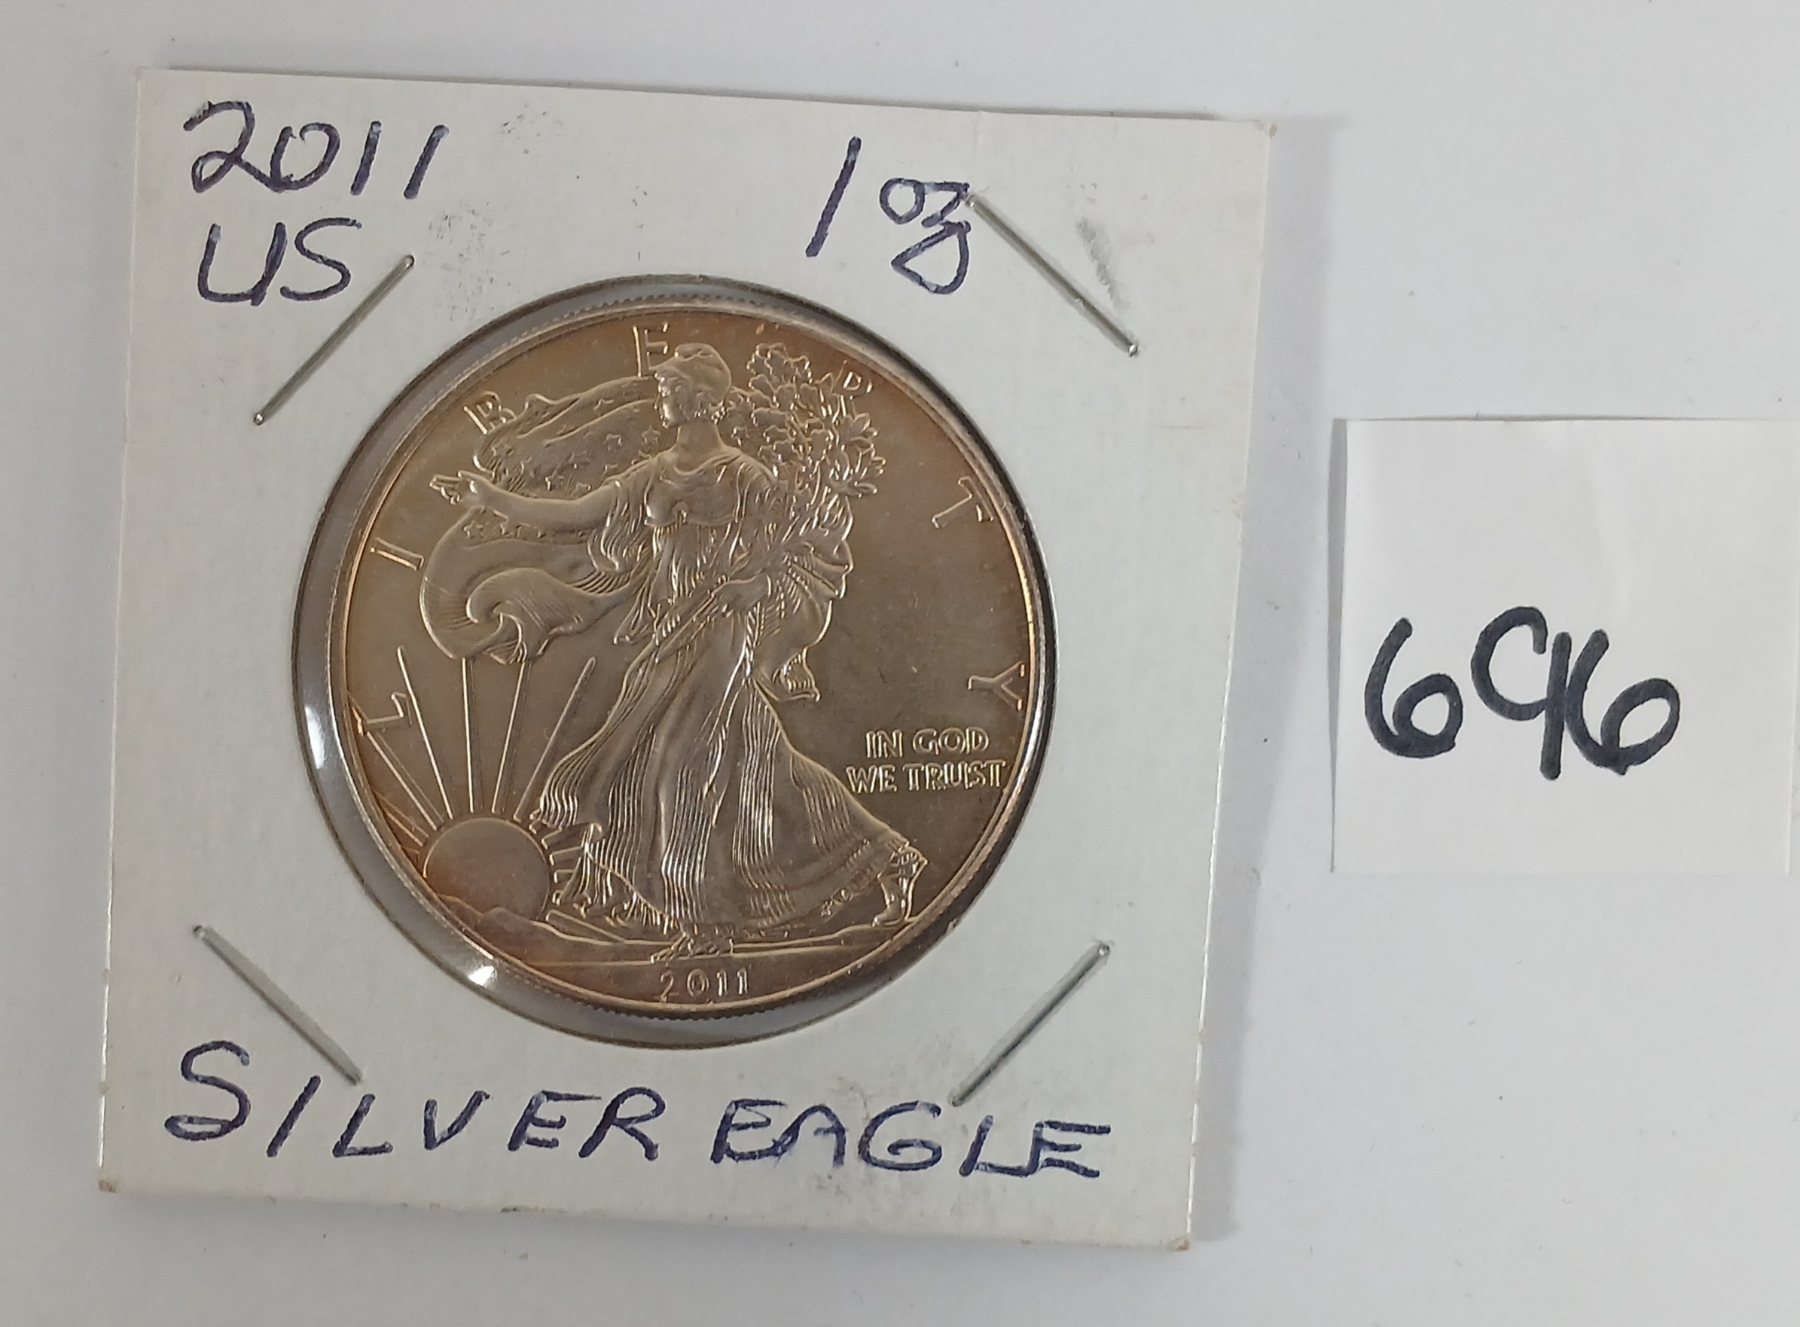 2011
US
1 oz
LIBERTY
IN GOD
WE TRUST
2011
SILVER EAGLE
696